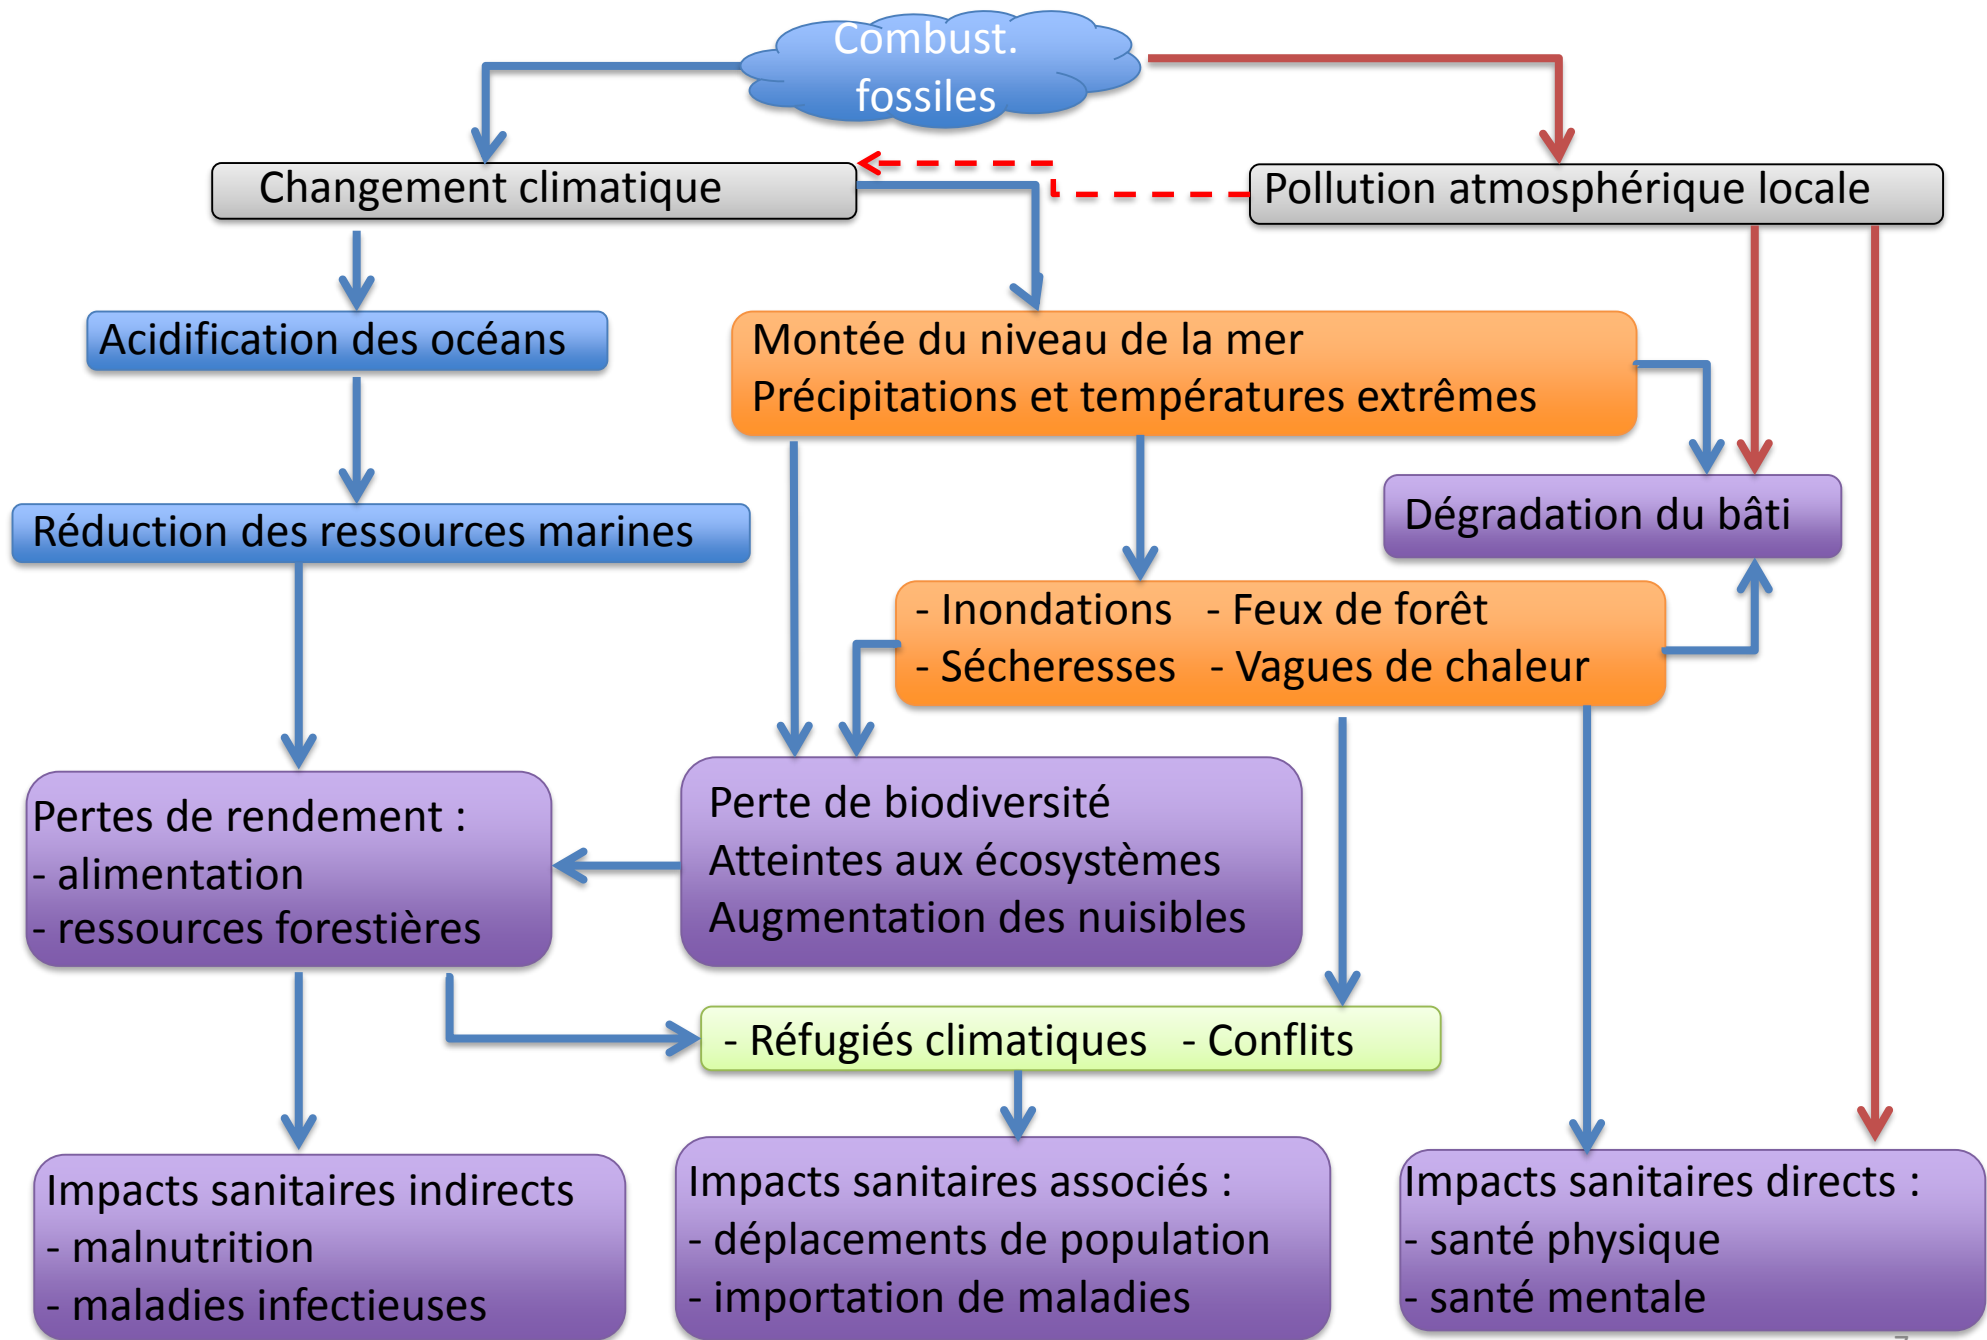 Combust.
fossiles
Changement climatique
Pollution atmosphérique locale
Acidification des océans
Montée du niveau de la mer
Précipitations et températures extrêmes
Réduction des ressources marines
Dégradation du bâti
- Inondations - Feux de forêt
- Sécheresses - Vagues de chaleur
Pertes de rendement :
- alimentation
- ressources forestières
Perte de biodiversité
Atteintes aux écosystèmes
Augmentation des nuisibles
- Réfugiés climatiques - Conflits
Impacts sanitaires indirects
- malnutrition
- maladies infectieuses
Impacts sanitaires associés :
- déplacements de population
- importation de maladies
Impacts sanitaires directs :
- santé physique
- santé mentale